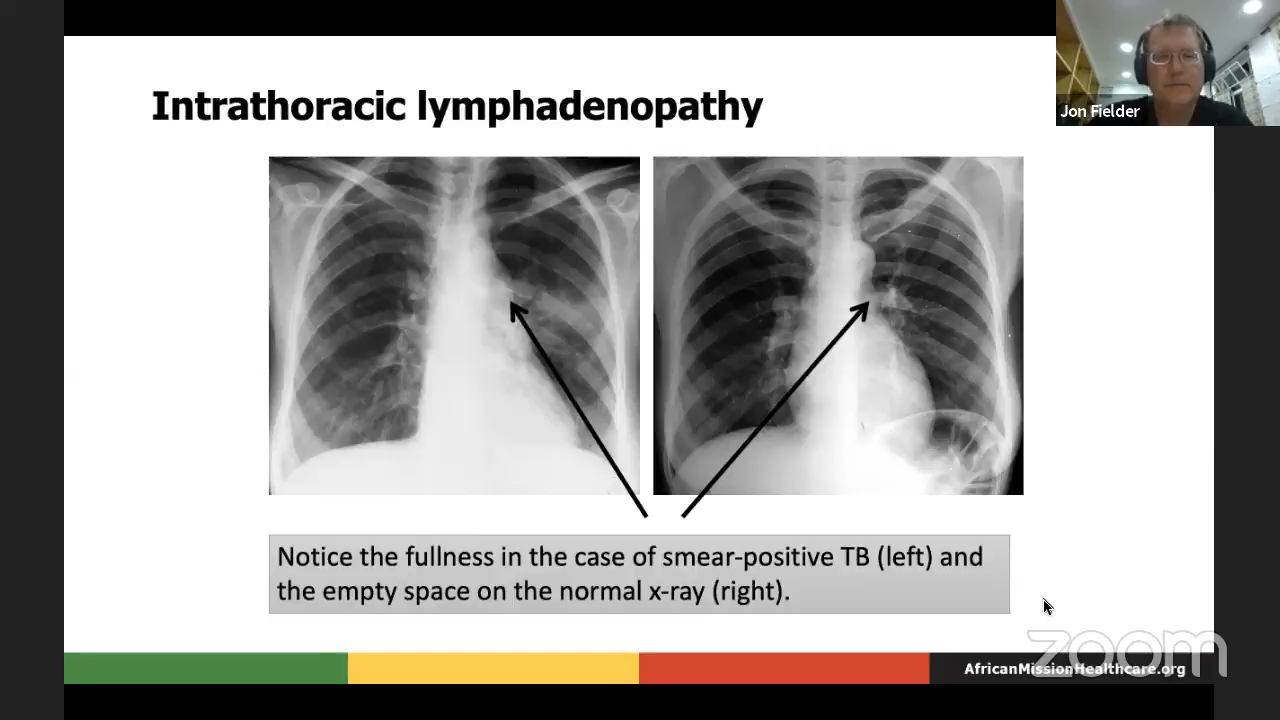 Intrathoracic lymphadenopathy
Jon Fielder
Notice the fullness in the case of smear-positive TB (left) and
the empty space on the normal x-ray (right).
zoom
AfricanMissionHealthcare.org